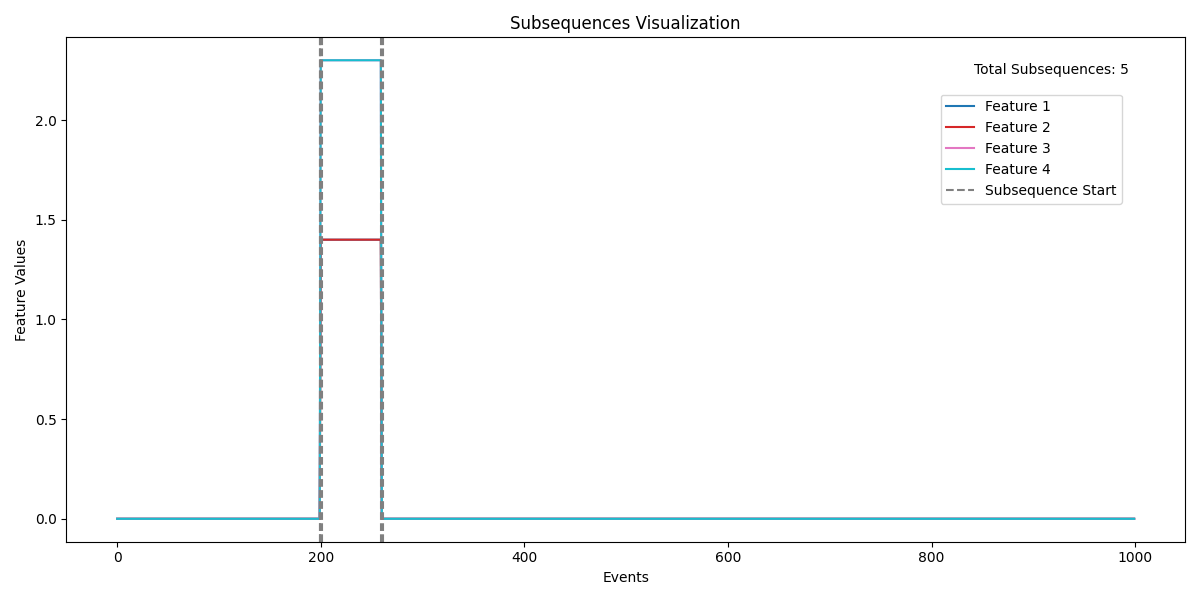 Subsequences Visualization
Total Subsequences: 5
Feature 1
Feature 2
Feature 3
Feature 4
Subsequence Start
Feature Values
2.0
1.5
1.0
0.5
0.0
0 200 400 600 800 1000
Events